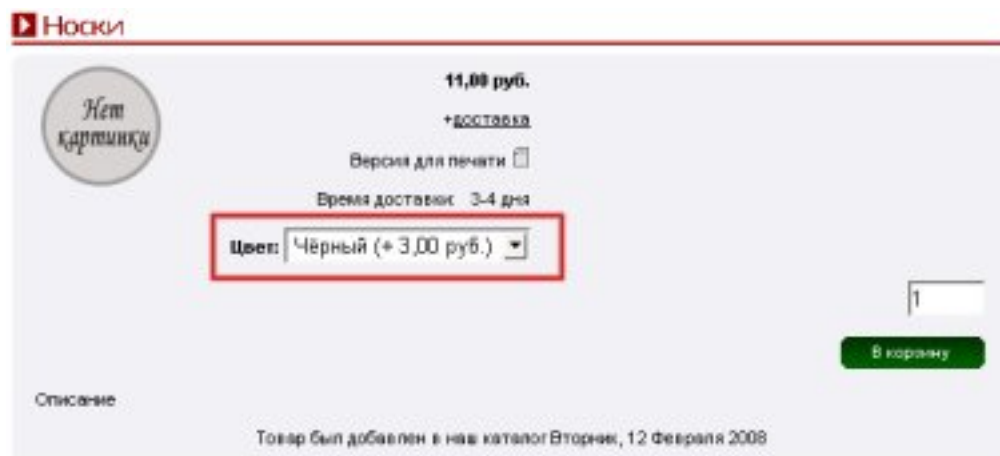 Носки
Нет
картинки
11,00 руб.
+доставка
Версия для печати
Время доставки: 3-4 дня
Цвет: Чёрный (+ 3,00 руб.)
1
В корзину
Описание
Товар был добавлен в наш каталог Вторник, 12 Февраля 2008